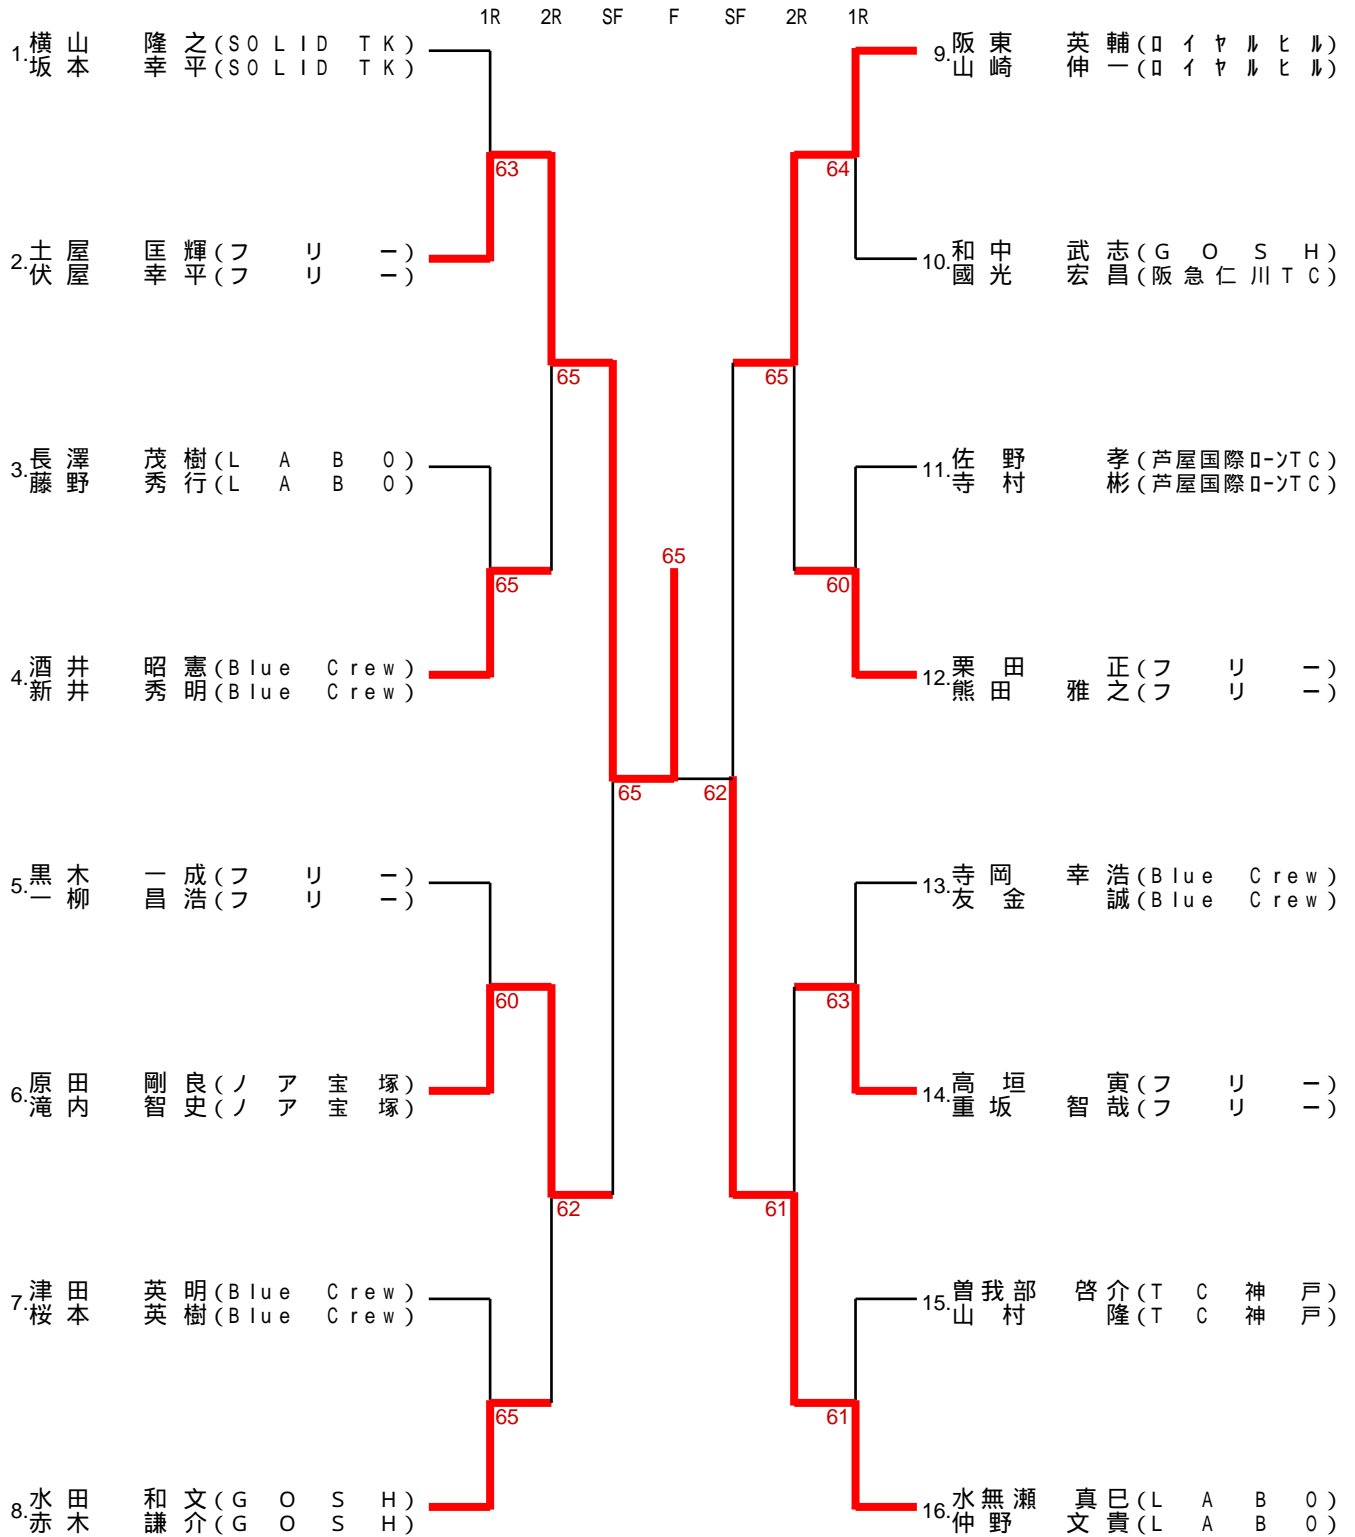 1R 2R SF F SF 2R 1R
1. 横山 隆之(SOLID TK)
坂本 幸平(SOLID TK)
63
2. 土屋 匡輝(フリー)
伏屋 幸平(フリー)
65
3. 長澤 茂樹(LABO)
藤野 秀行(LABO)
65
4. 酒井 昭憲(Blue Crew)
新井 秀明(Blue Crew)
65
5. 黒木 一成(フリー)
一柳 昌浩(フリー)
60
6. 原田 剛良(ノア宝塚)
滝内 智史(ノア宝塚)
62
7. 津田 英明(Blue Crew)
桜本 英樹(Blue Crew)
65
8. 水田 和文(GOSH)
赤木 謙介(GOSH)
65
9. 阪東 英輔(ロイヤルヒル)
山崎 伸一(ロイヤルヒル)
64
10. 和中 武志(GOSH)
國光 宏昌(阪急仁川TC)
65
11. 佐野 孝(芦屋国際ローンTC)
寺村 彬(芦屋国際ローンTC)
60
12. 栗田 正(フリー)
熊田 雅之(フリー)
62
13. 寺岡 幸浩(Blue Crew)
友金 誠(Blue Crew)
63
14. 高垣 寅(フリー)
重坂 智哉(フリー)
61
15. 曽我部 啓介(TC神戸)
山村 隆(TC神戸)
61
16. 水無瀬 真巳(LABO)
仲野 文貴(LABO)